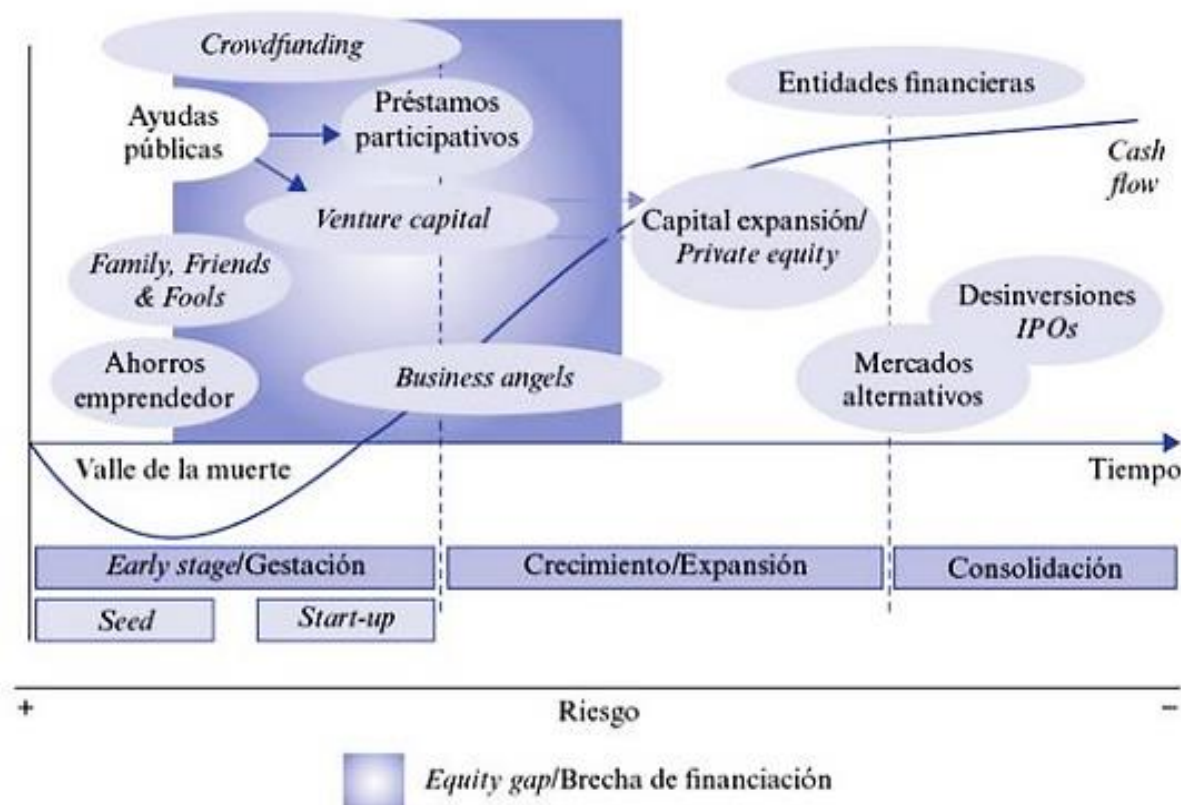 Crowdfunding
Entidades financieras
Ayudas
públicas
Préstamos
participativos
Cash
flow
Venture capital
Capital expansión/
Private equity
Family, Friends
& Fools
Desinversiones
IPOs
Ahorros
emprendedor
Business angels
Mercados
alternativos
Valle de la muerte
Tiempo
Early stage/Gestación
Crecimiento/Expansión
Consolidación
Seed
Start-up
+
Riesgo
–
Equity gap/Brecha de financiación